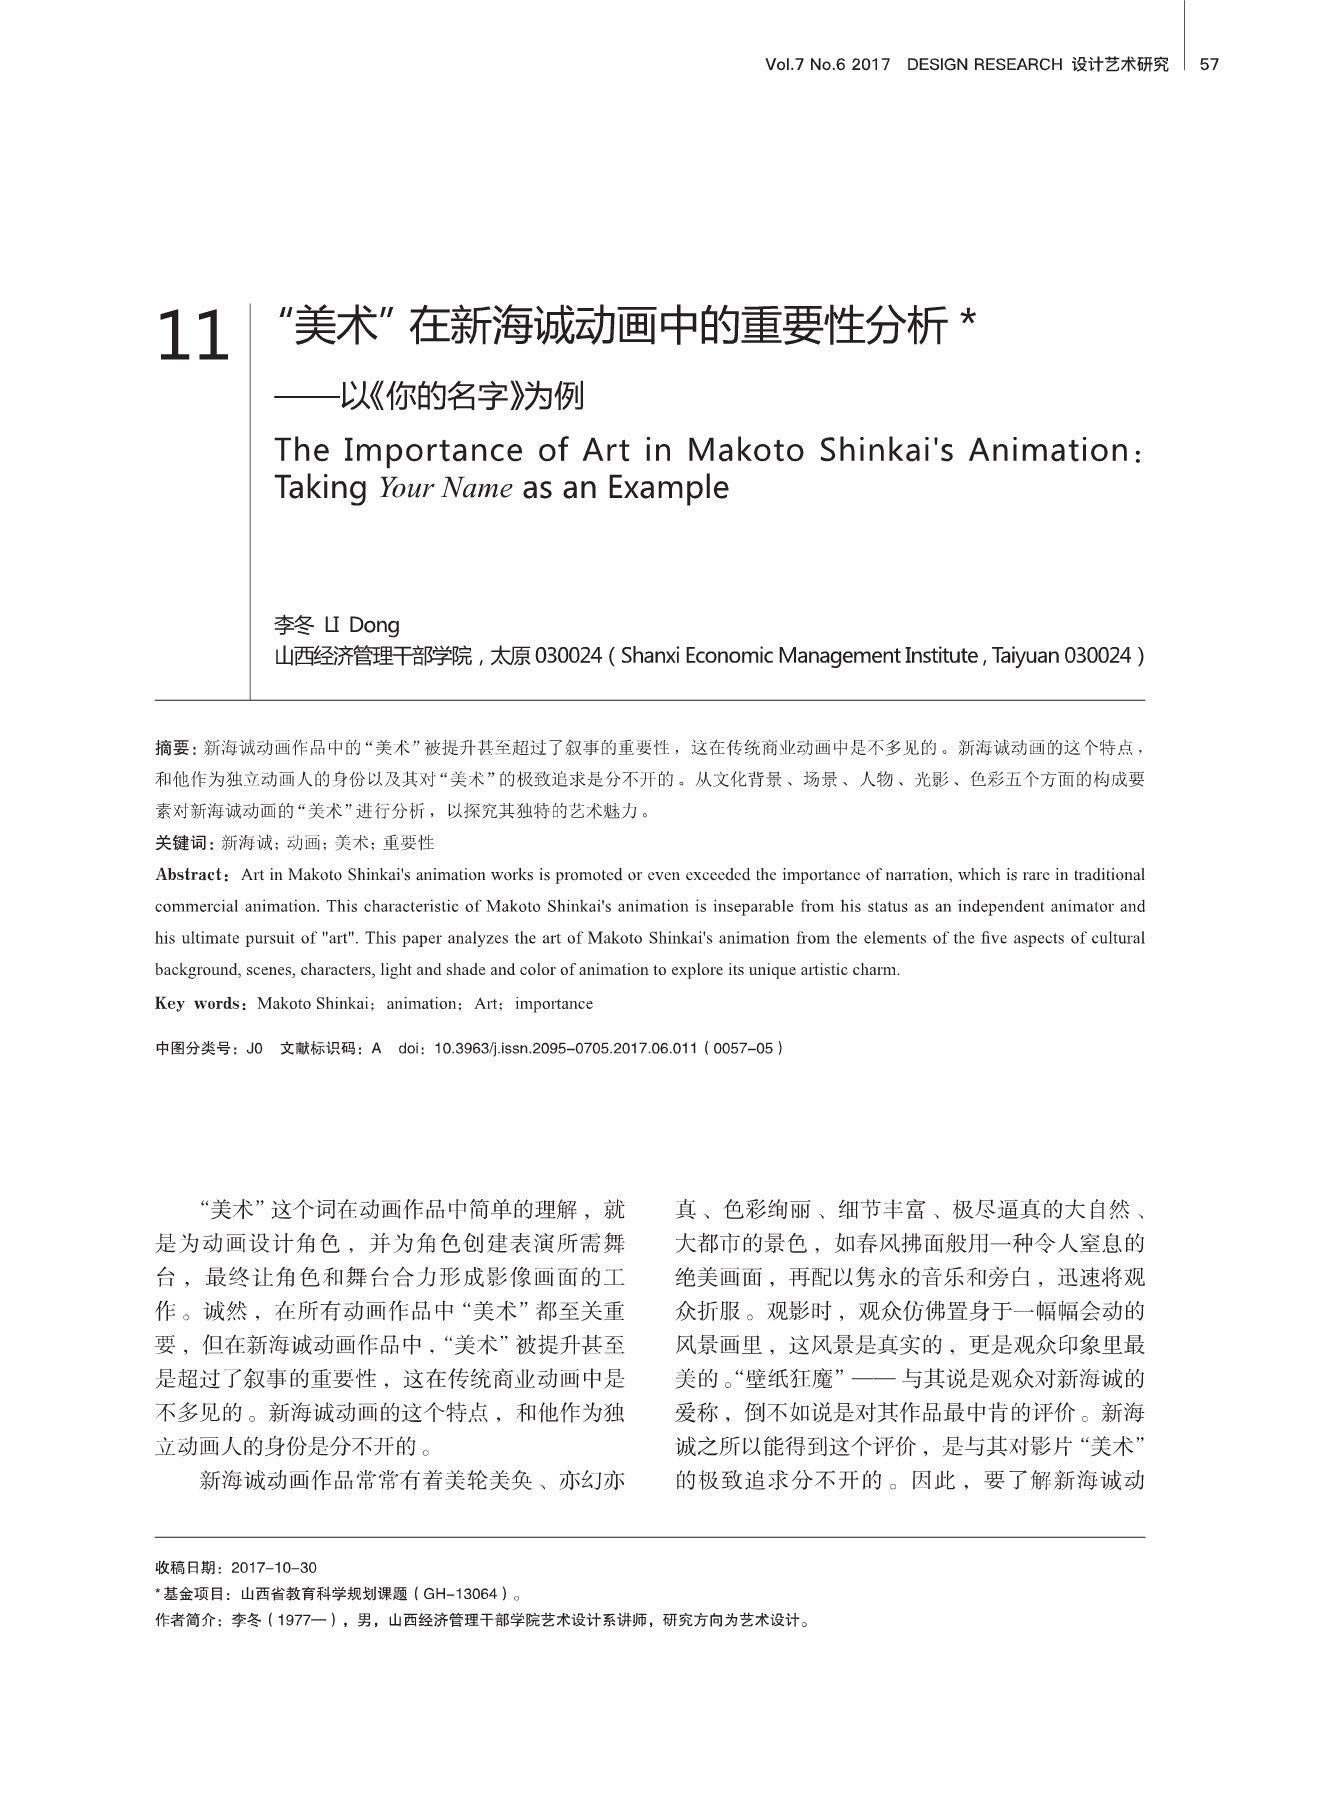 Vol.7 No.6 2017 DESIGN RESEARCH 设计艺术研究 57
11
“美术”在新海诚动画中的重要性分析*
——以《你的名字》为例
The Importance of Art in Makoto Shinkai's Animation：
Taking Your Name as an Example
李冬 LI Dong
山西经济管理干部学院，太原 030024（Shanxi Economic Management Institute，Taiyuan 030024）
摘要：新海诚动画作品中的“美术”被提升甚至超过了叙事的重要性，这在传统商业动画中是不多见的。新海诚动画的这个特点，
和他作为独立动画人的身份以及其对“美术”的极致追求是分不开的。从文化背景、场景、人物、光影、色彩五个方面的构成要
素对新海诚动画的“美术”进行分析，以探究其独特的艺术魅力。
关键词：新海诚；动画；美术；重要性
Abstract：Art in Makoto Shinkai's animation works is promoted or even exceeded the importance of narration, which is rare in traditional
commercial animation. This characteristic of Makoto Shinkai's animation is inseparable from his status as an independent animator and
his ultimate pursuit of "art". This paper analyzes the art of Makoto Shinkai's animation from the elements of the five aspects of cultural
background, scenes, characters, light and shade and color of animation to explore its unique artistic charm.
Key words：Makoto Shinkai；animation；Art；importance
中图分类号：J0 文献标识码：A doi：10.3963/j.issn.2095-0705.2017.06.011（0057-05）
“美术”这个词在动画作品中简单的理解，就
是为动画设计角色，并为角色创建表演所需舞
台，最终让角色和舞台合力形成影像画面的工
作。诚然，在所有动画作品中“美术”都至关重
要，但在新海诚动画作品中，“美术”被提升甚至
是超过了叙事的重要性，这在传统商业动画中是
不多见的。新海诚动画的这个特点，和他作为独
立动画人的身份是分不开的。
新海诚动画作品常常有着美轮美奂、亦幻亦
真、色彩绚丽、细节丰富、极尽逼真的大自然、
大都市的景色，如春风拂面般用一种令人窒息的
绝美画面，再配以隽永的音乐和旁白，迅速将观
众折服。观影时，观众仿佛置身于一幅幅会动的
风景画里，这风景是真实的，更是观众印象里最
美的。“壁纸狂魔”——与其说是观众对新海诚的
爱称，倒不如说是对其作品最中肯的评价。新海
诚之所以能得到这个评价，是与其对影片“美术”
的极致追求分不开的。因此，要了解新海诚动
收稿日期：2017-10-30
*基金项目：山西省教育科学规划课题（GH-13064）。
作者简介：李冬（1977—），男，山西经济管理干部学院艺术设计系讲师，研究方向为艺术设计。